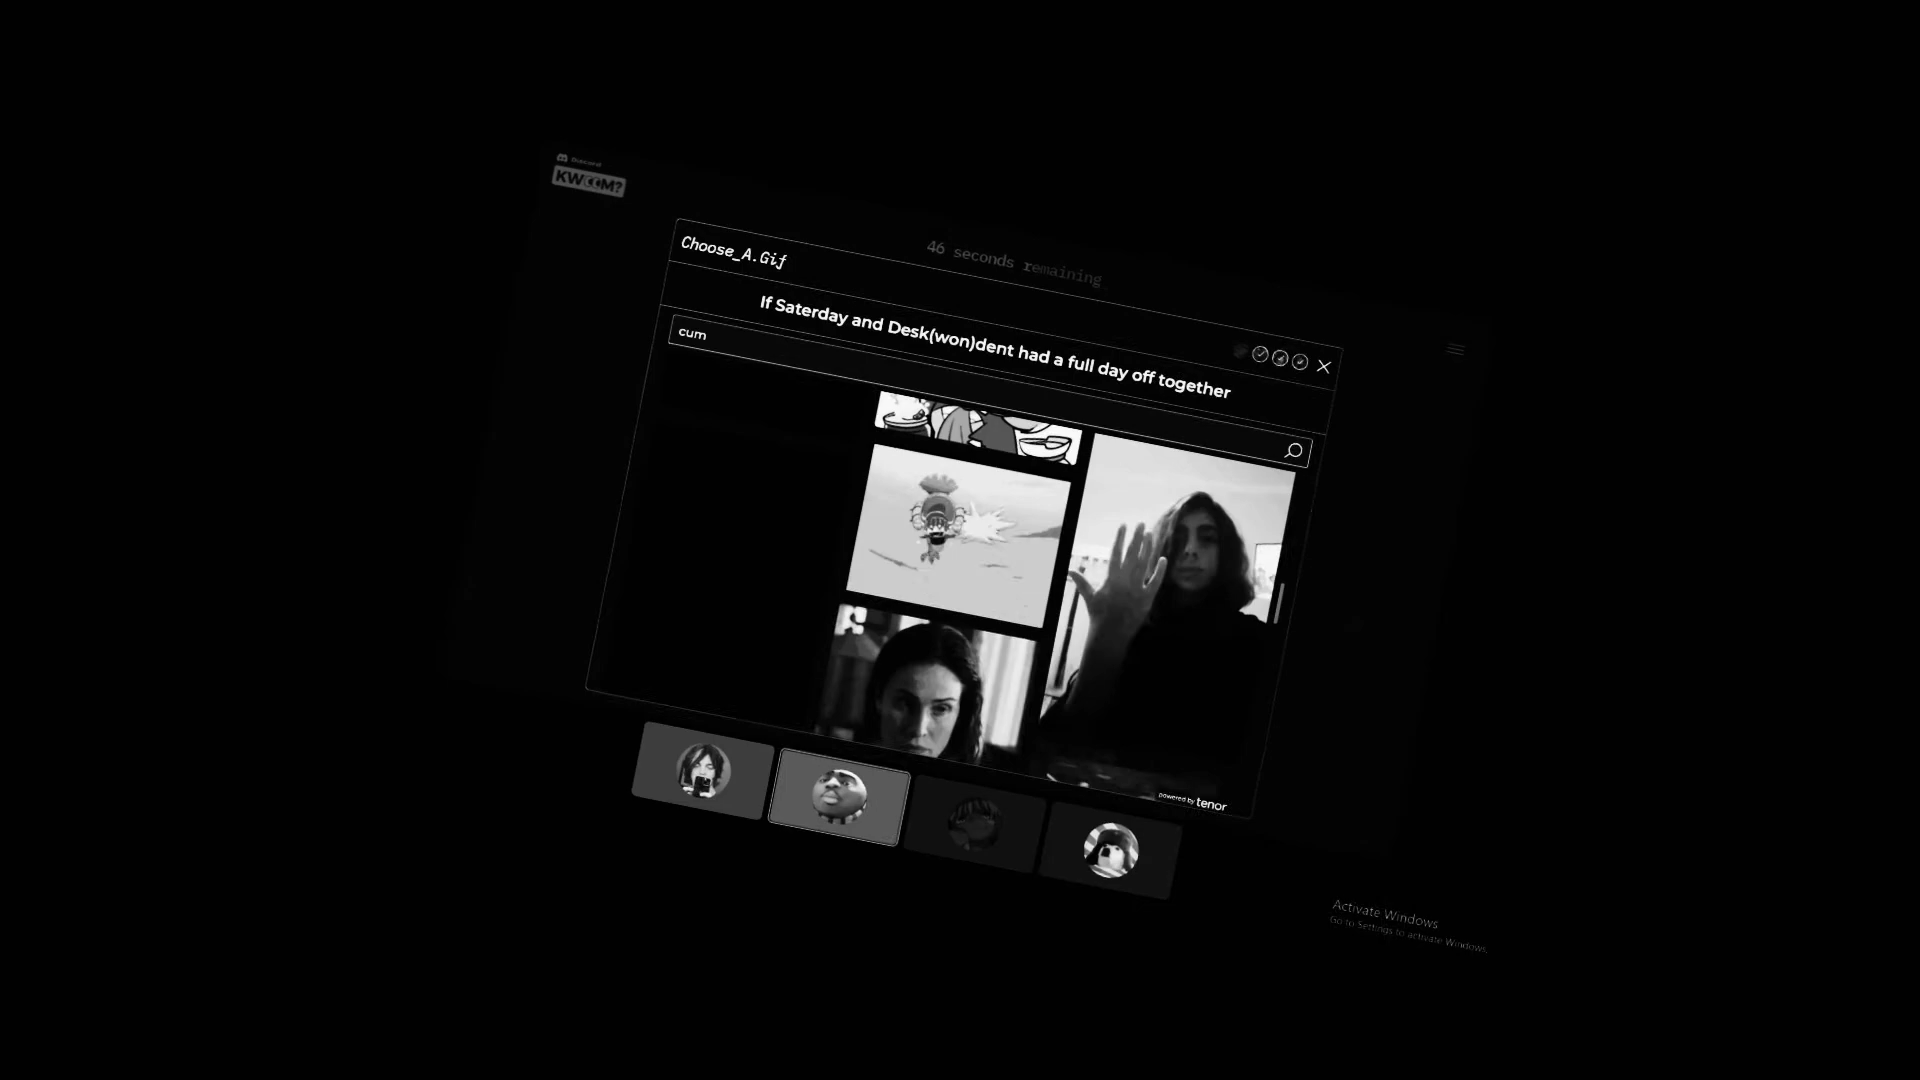 Discord
KWCCM?
46 seconds remaining
Choose_A.Gif
If Saterday and Desk(won)dent had a full day off together
cum
powered by tenor
Activate Windows
Go to Settings to activate Windows.